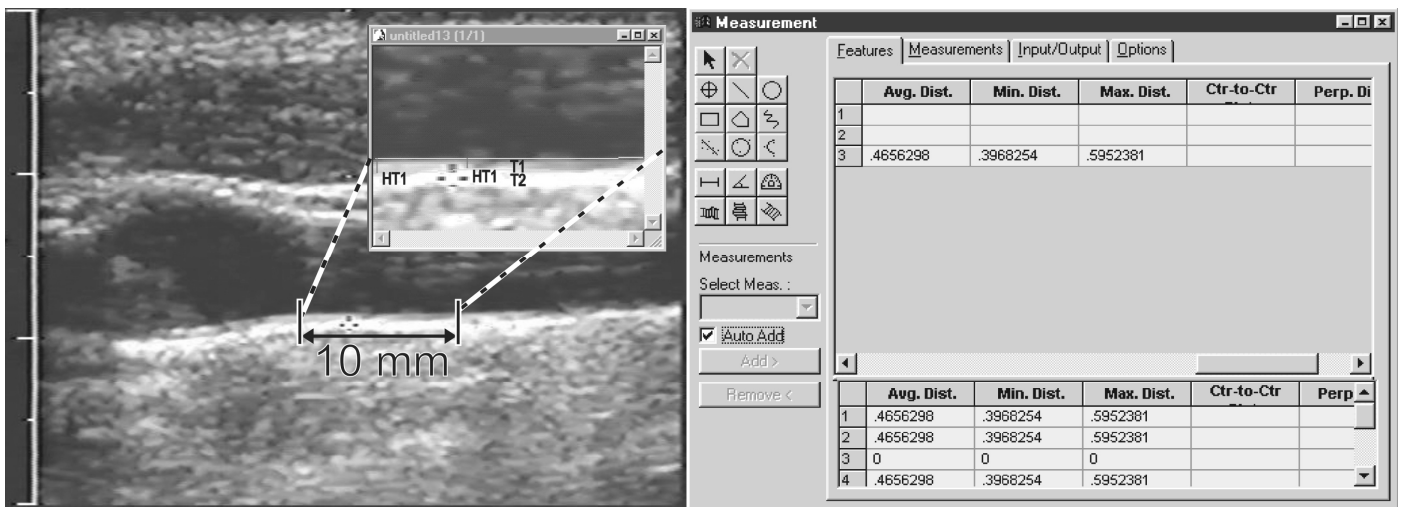 untitled13 (1/1)
HT1
HT1
T1
T2
10 mm
Measurement
Features Measurements Input/Output Options
Avg. Dist. Min. Dist. Max. Dist. Ctr-to-Ctr Perp. Di
1
2
3 .4656298 .3968254 .5952381
Measurements
Select Meas. :
Auto Add
Add >
Remove <
Avg. Dist. Min. Dist. Max. Dist. Ctr-to-Ctr Perp
1 .4656298 .3968254 .5952381
2 .4656298 .3968254 .5952381
3 0 0 0
4 .4656298 .3968254 .5952381